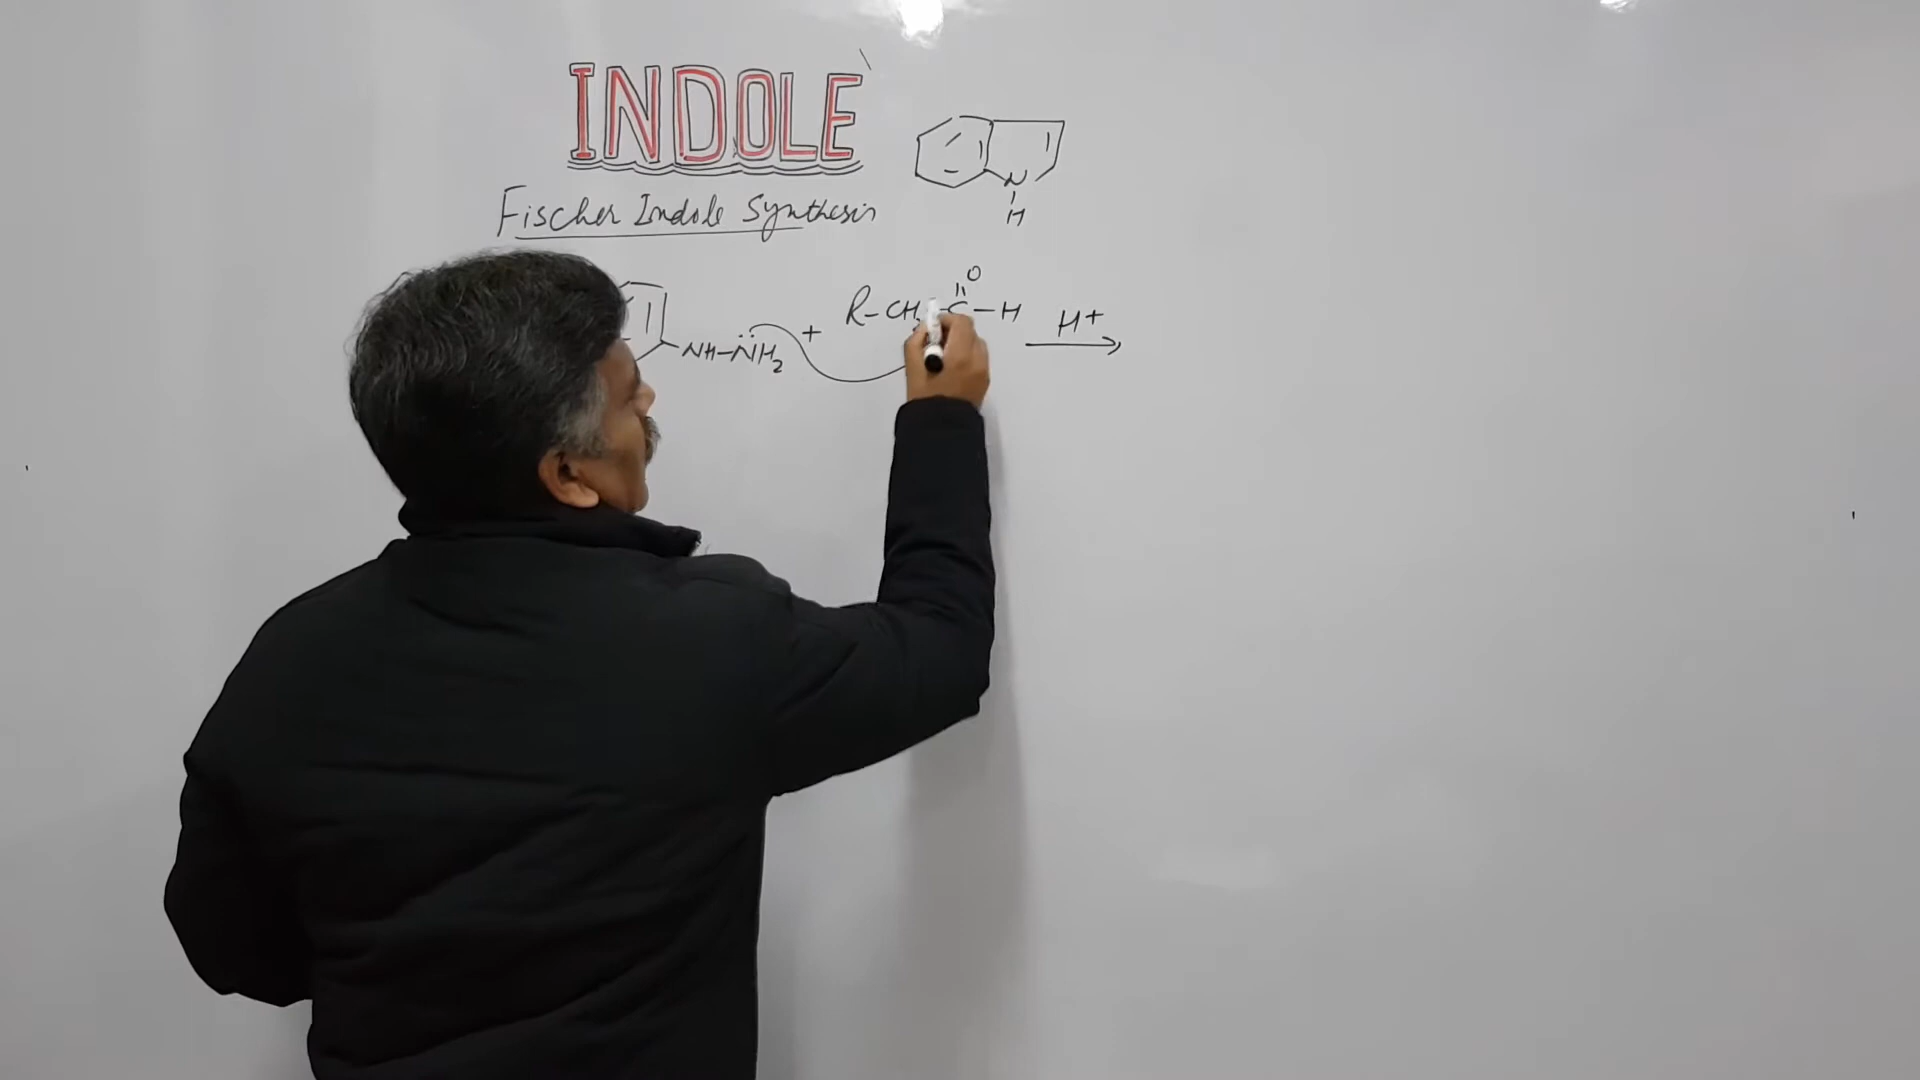 INDOLE
N
H
Fischer Indole Synthesis
O
NH-NH2 + R-CH2-C-H H+